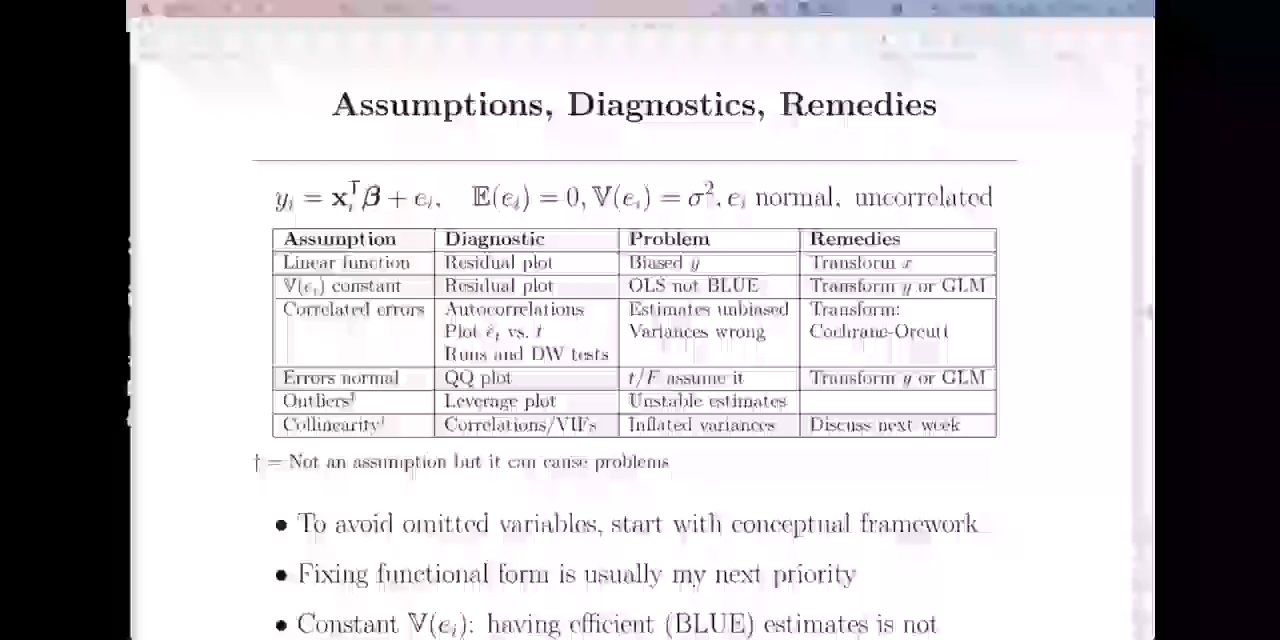 Assumptions, Diagnostics, Remedies
yᵢ = xᵢᵀβ + eᵢ, 𝔼(eᵢ) = 0, 𝕍(eᵢ) = σ², eᵢ normal, uncorrelated
Assumption Diagnostic Problem Remedies
Linear function Residual plot Biased y Transform x
𝕍(eᵢ) constant Residual plot OLS not BLUE Transform y or GLM
Correlated errors Autocorrelations Estimates unbiased Transform:
Plot êₜ vs. t Variances wrong Cochrane-Orcutt
Runs and DW tests
Errors normal QQ plot t/F assume it Transform y or GLM
Outliers† Leverage plot Unstable estimates
Collinearity† Correlations/VIFs Inflated variances Discuss next week
† = Not an assumption but it can cause problems
• To avoid omitted variables, start with conceptual framework
• Fixing functional form is usually my next priority
• Constant 𝕍(eᵢ): having efficient (BLUE) estimates is not